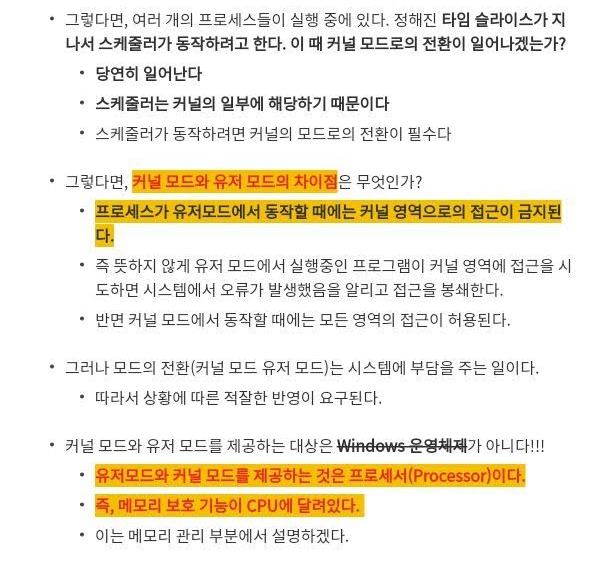 • 그렇다면, 여러 개의 프로세스들이 실행 중에 있다. 정해진 타임 슬라이스가 지
나서 스케줄러가 동작하려고 한다. 이 때 커널 모드로의 전환이 일어나겠는가?
• 당연히 일어난다
• 스케줄러는 커널의 일부에 해당하기 때문이다
• 스케줄러가 동작하려면 커널의 모드로의 전환이 필수다
• 그렇다면, 커널 모드와 유저 모드의 차이점은 무엇인가?
• 프로세스가 유저모드에서 동작할 때에는 커널 영역으로의 접근이 금지된
다.
• 즉 뜻하지 않게 유저 모드에서 실행중인 프로그램이 커널 영역에 접근을 시
도하면 시스템에서 오류가 발생했음을 알리고 접근을 봉쇄한다.
• 반면 커널 모드에서 동작할 때에는 모든 영역의 접근이 허용된다.
• 그러나 모드의 전환(커널 모드 유저 모드)는 시스템에 부담을 주는 일이다.
• 따라서 상황에 따른 적잘한 반영이 요구된다.
• 커널 모드와 유저 모드를 제공하는 대상은 Windows 운영체제가 아니다!!!
• 유저모드와 커널 모드를 제공하는 것은 프로세서(Processor)이다.
• 즉, 메모리 보호 기능이 CPU에 달려있다.
• 이는 메모리 관리 부분에서 설명하겠다.